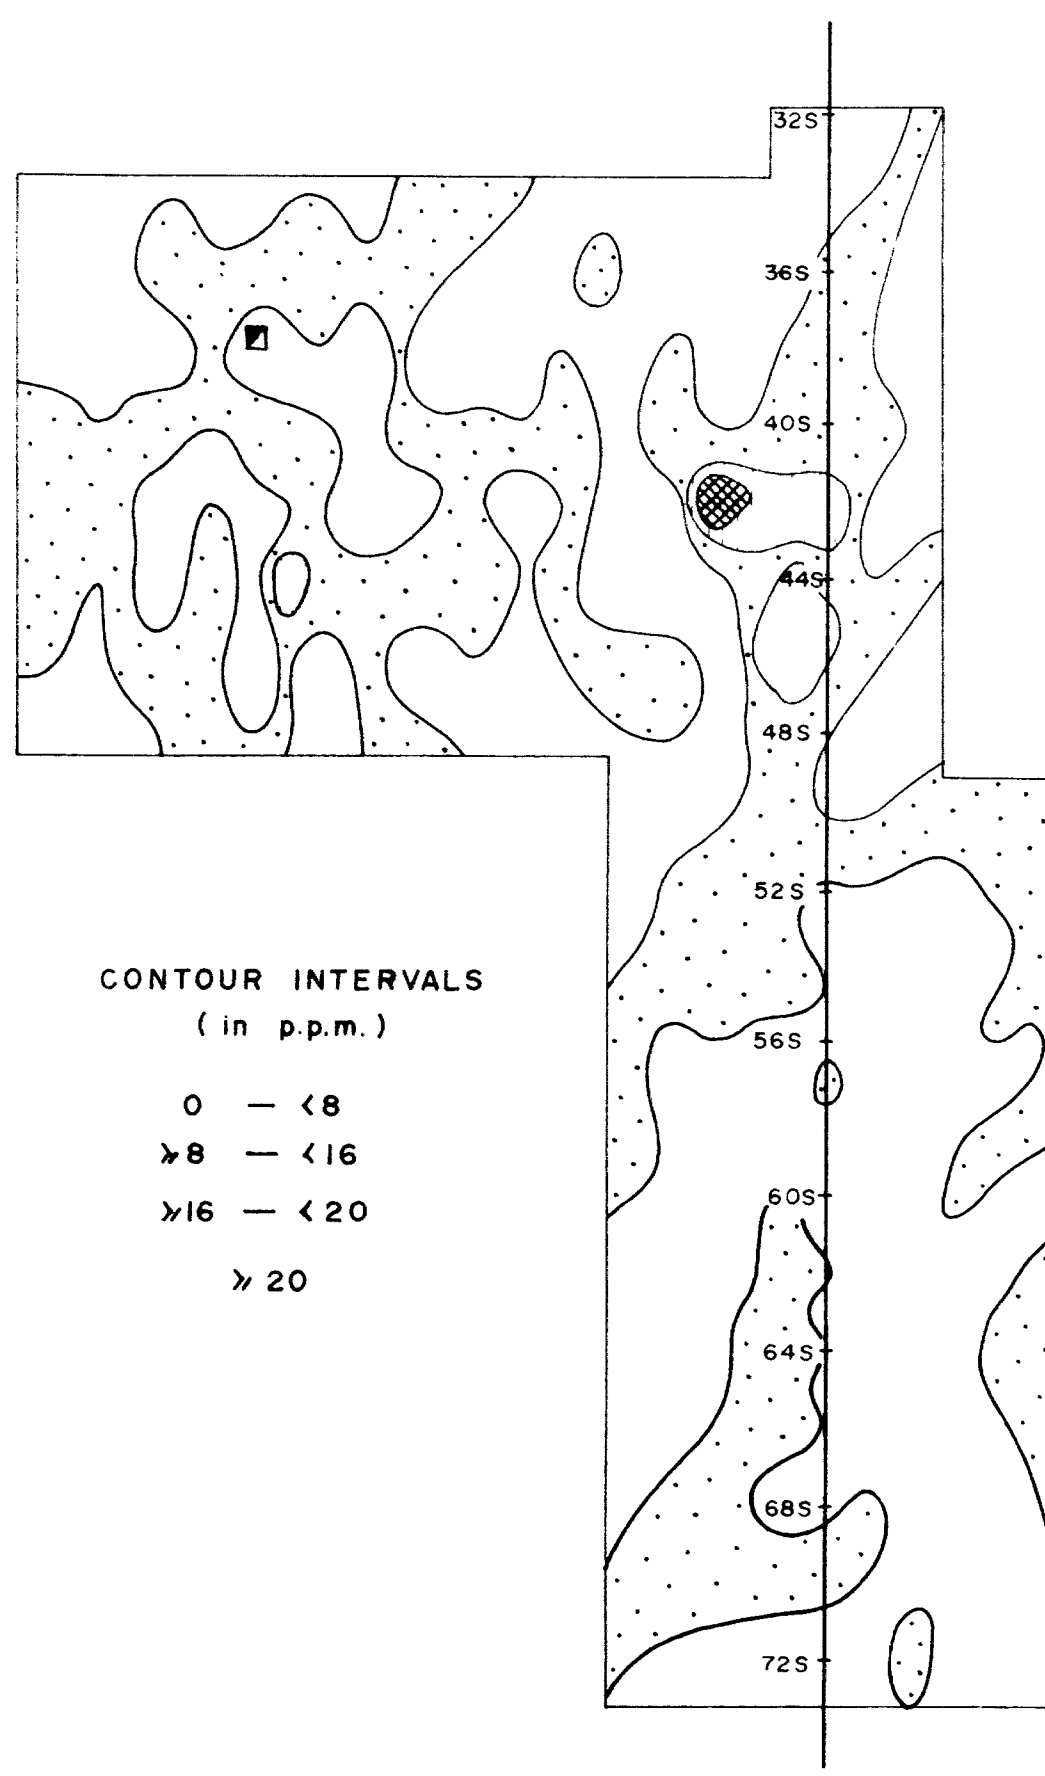 32S
36S
40S
44S
48S
52S
CONTOUR INTERVALS
( in p.p.m. )
56S
0 — <8
⩾8 — <16
60S
⩾16 — <20
⩾ 20
64S
68S
72S